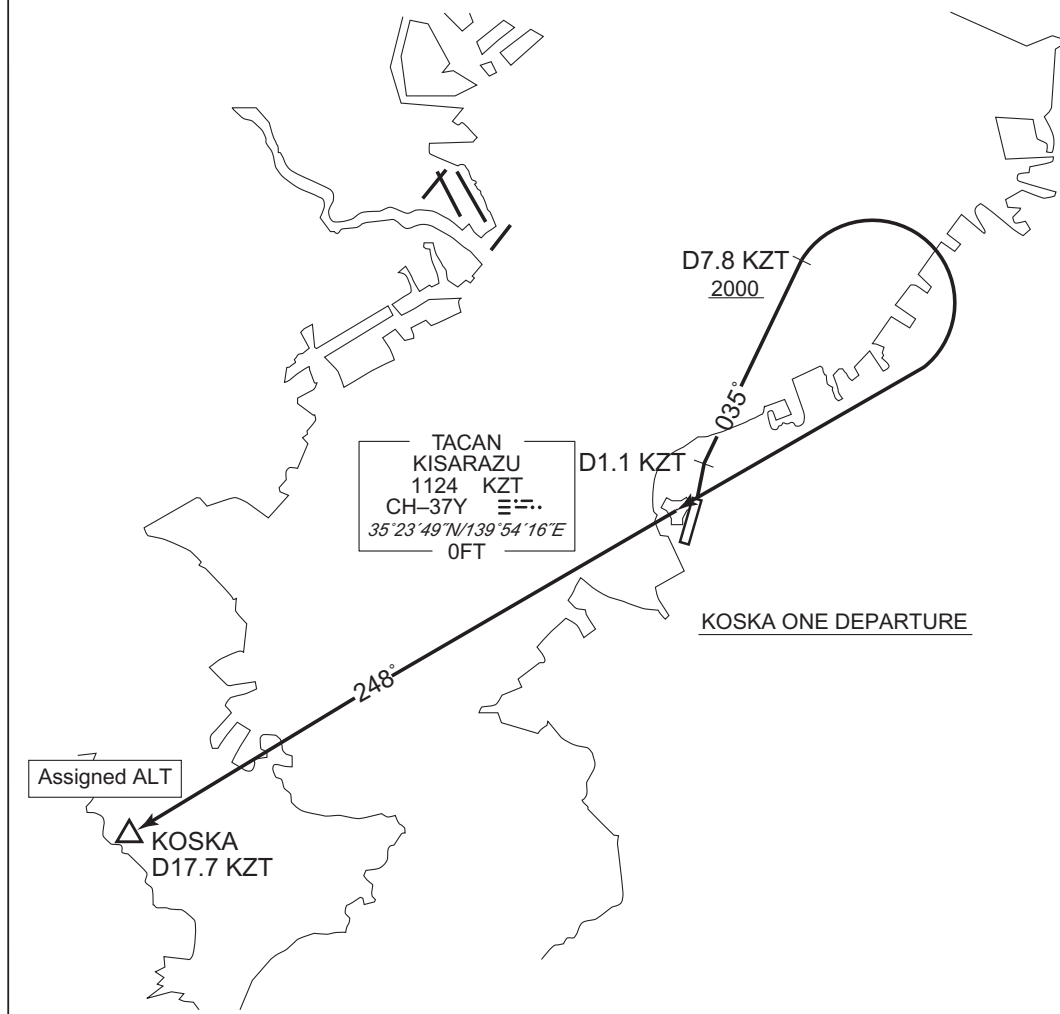 D7.8 KZT
2000
035°
TACAN
KISARAZU
1124 KZT
CH–37Y
35°23´49˝N/139°54´16˝E
0FT
D1.1 KZT
KOSKA ONE DEPARTURE
248°
Assigned ALT
KOSKA
D17.7 KZT